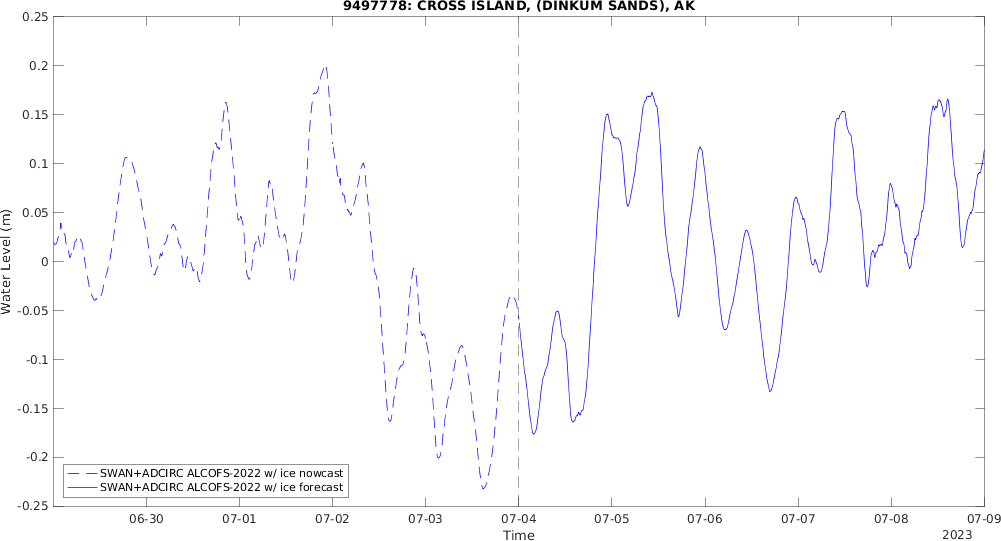 9497778: CROSS ISLAND, (DINKUM SANDS), AK
0.25
0.2
0.15
0.1
0.05
0
-0.05
-0.1
-0.15
-0.2
-0.25
Water Level (m)
SWAN+ADCIRC ALCOFS-2022 w/ ice nowcast
SWAN+ADCIRC ALCOFS-2022 w/ ice forecast
06-30 07-01 07-02 07-03 07-04 07-05 07-06 07-07 07-08 07-09
Time
2023